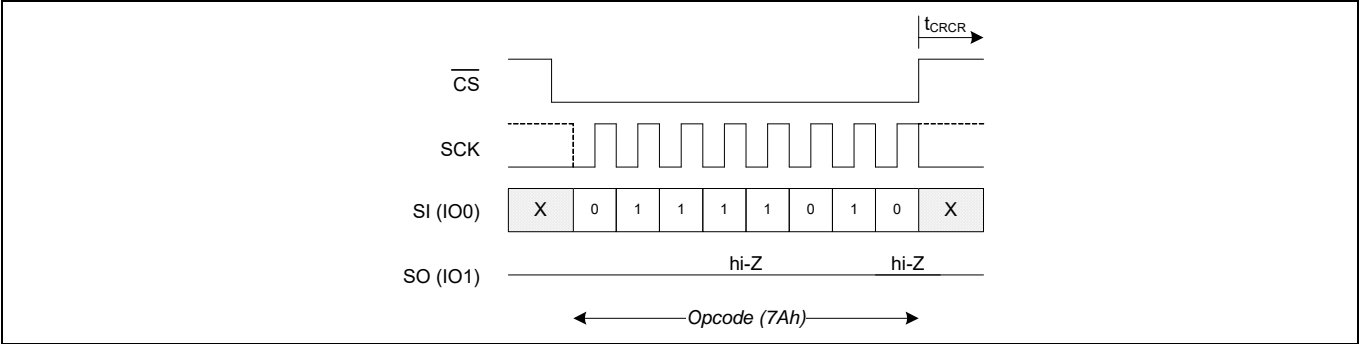 tCRCR
CS
SCK
SI (IO0) X 0 1 1 1 1 0 1 0 X
SO (IO1) hi-Z hi-Z
Opcode (7Ah)